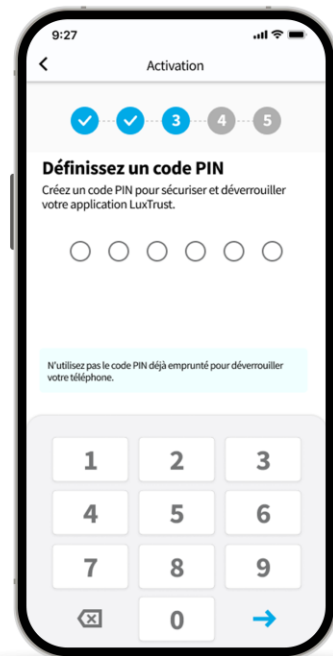 9:27
Activation
3 4 5
Définissez un code PIN
Créez un code PIN pour sécuriser et déverrouiller
votre application LuxTrust.
N'utilisez pas le code PIN déjà emprunté pour déverrouiller
votre téléphone.
1 2 3
4 5 6
7 8 9
0